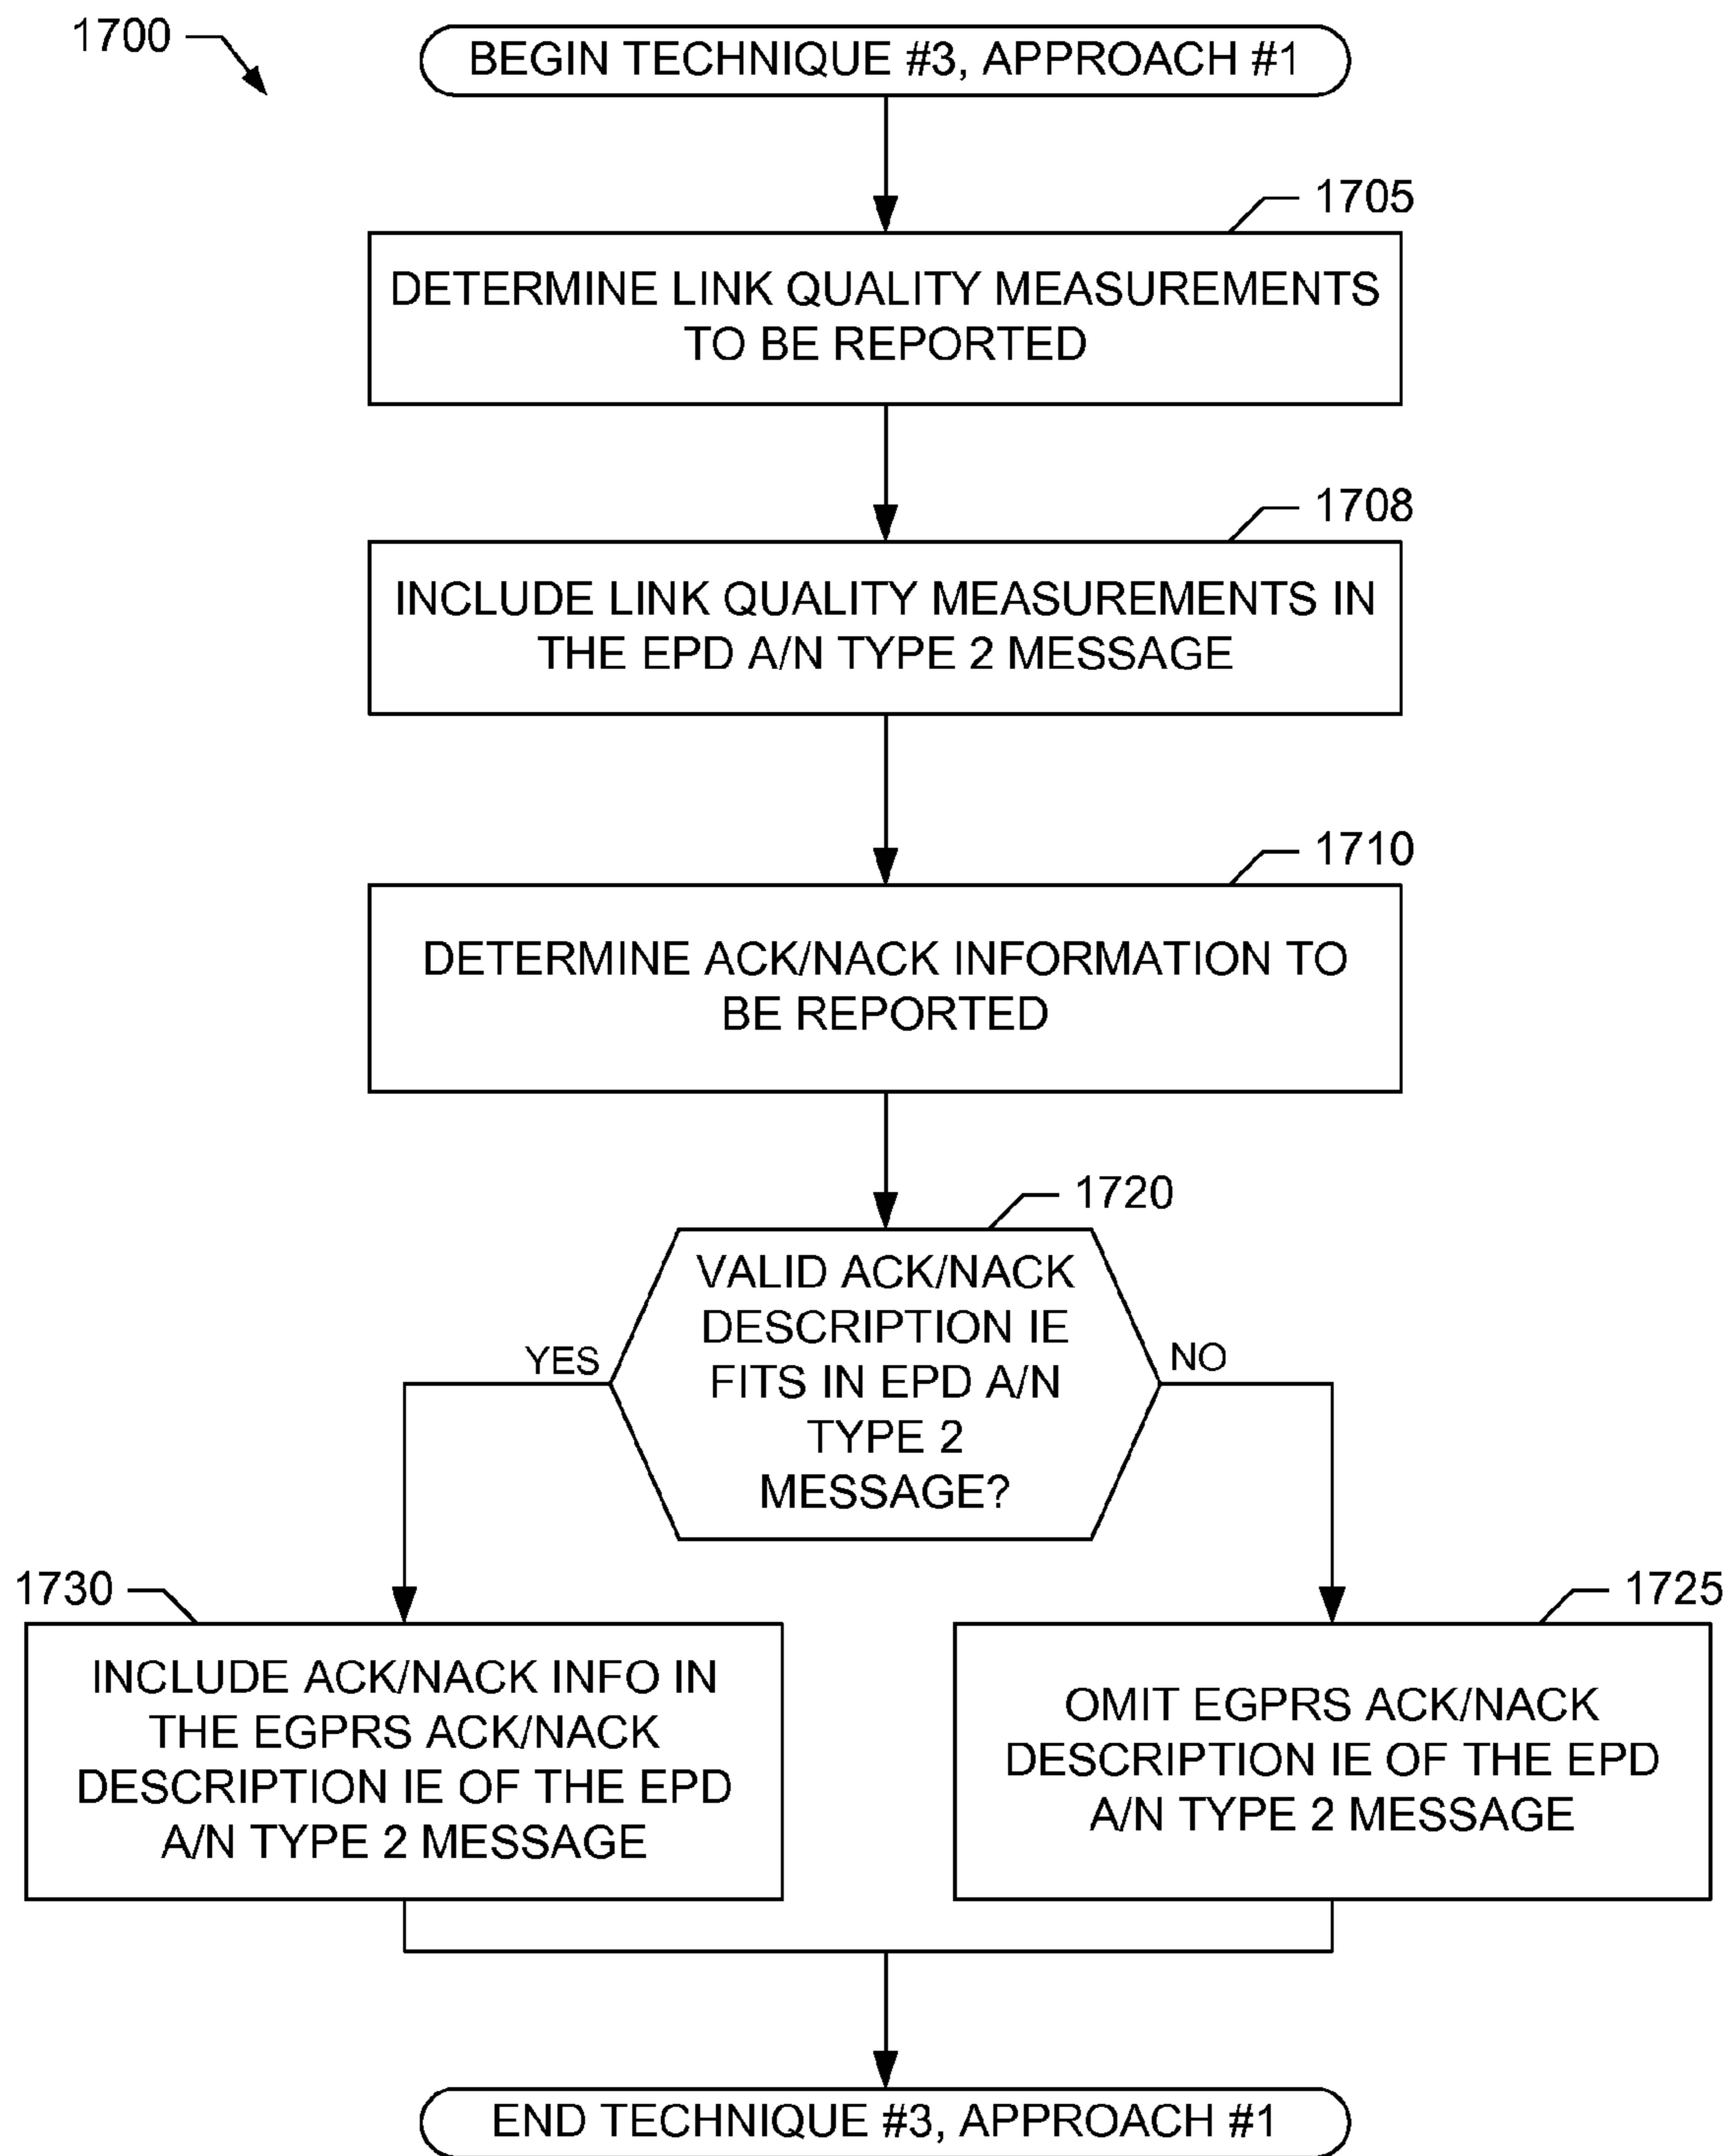 1700
BEGIN TECHNIQUE #3, APPROACH #1
1705
DETERMINE LINK QUALITY MEASUREMENTS
TO BE REPORTED
1708
INCLUDE LINK QUALITY MEASUREMENTS IN
THE EPD A/N TYPE 2 MESSAGE
1710
DETERMINE ACK/NACK INFORMATION TO
BE REPORTED
1720
VALID ACK/NACK
DESCRIPTION IE
FITS IN EPD A/N
TYPE 2
MESSAGE?
YES
NO
1730
INCLUDE ACK/NACK INFO IN
THE EGPRS ACK/NACK
DESCRIPTION IE OF THE EPD
A/N TYPE 2 MESSAGE
1725
OMIT EGPRS ACK/NACK
DESCRIPTION IE OF THE EPD
A/N TYPE 2 MESSAGE
END TECHNIQUE #3, APPROACH #1